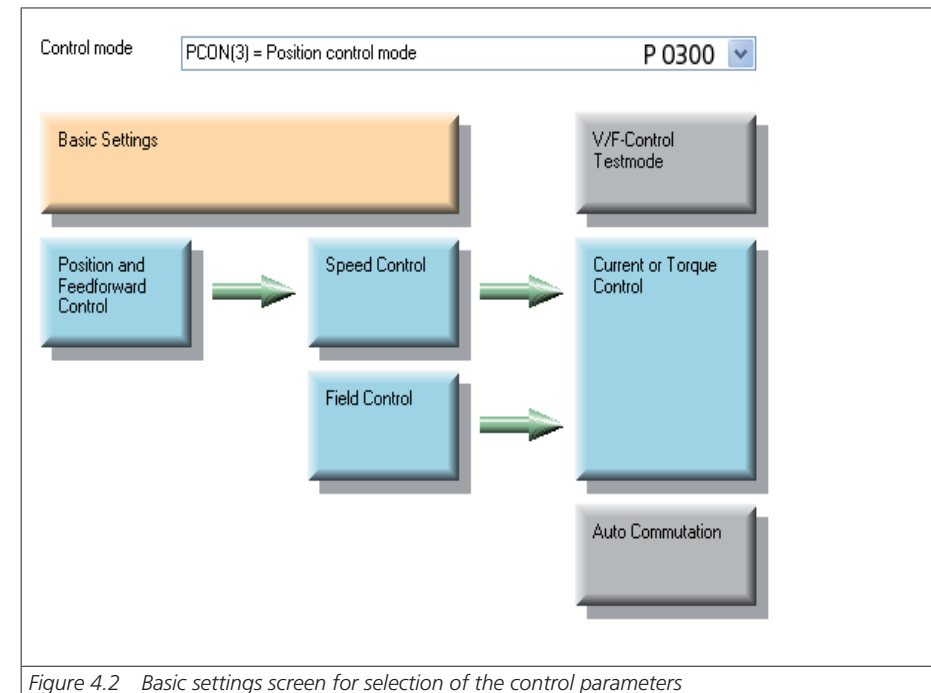 Control mode
PCON(3) = Position control mode P 0300
Basic Settings
V/F-Control
Testmode
Position and
Feedforward
Control
Speed Control
Current or Torque
Control
Field Control
Auto Commutation
Figure 4.2 Basic settings screen for selection of the control parameters